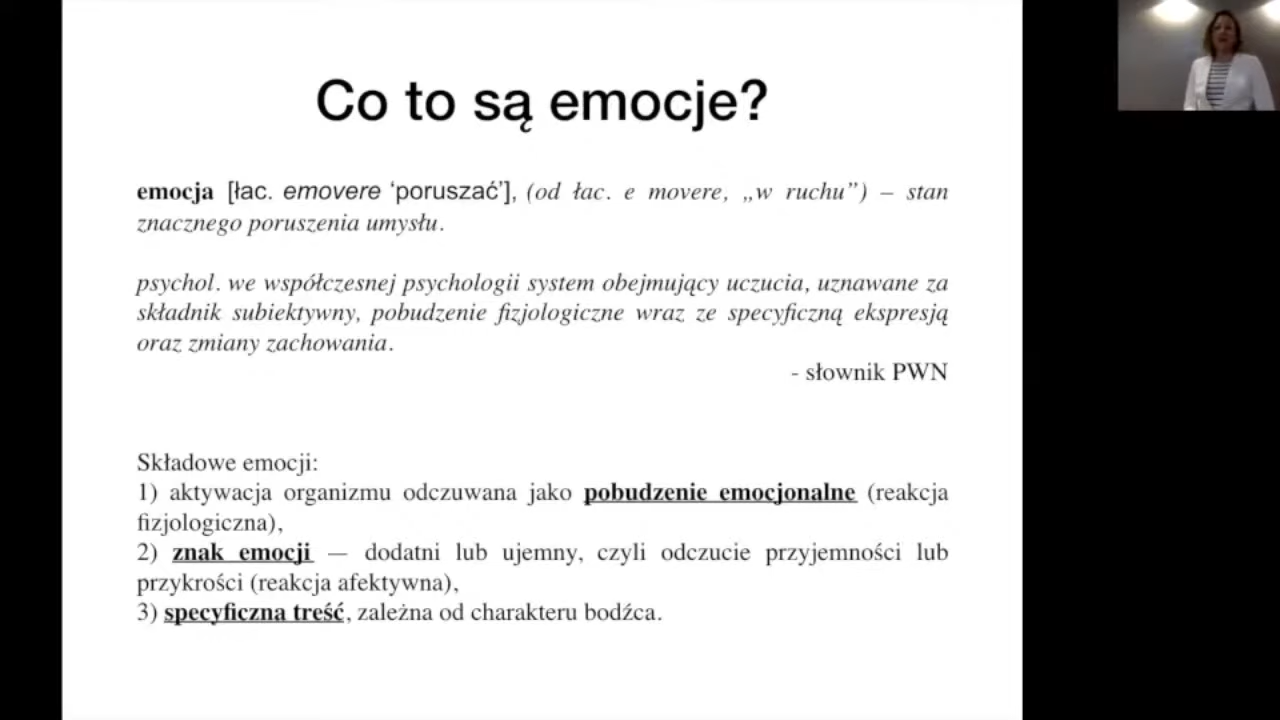 Co to są emocje?
emocja [łac. emovere ‘poruszać’], (od łac. e movere, „w ruchu”) – stan
znacznego poruszenia umysłu.
psychol. we współczesnej psychologii system obejmujący uczucia, uznawane za
składnik subiektywny, pobudzenie fizjologiczne wraz ze specyficzną ekspresją
oraz zmiany zachowania.
- słownik PWN
Składowe emocji:
1) aktywacja organizmu odczuwana jako pobudzenie emocjonalne (reakcja
fizjologiczna),
2) znak emocji — dodatni lub ujemny, czyli odczucie przyjemności lub
przykrości (reakcja afektywna),
3) specyficzna treść, zależna od charakteru bodźca.